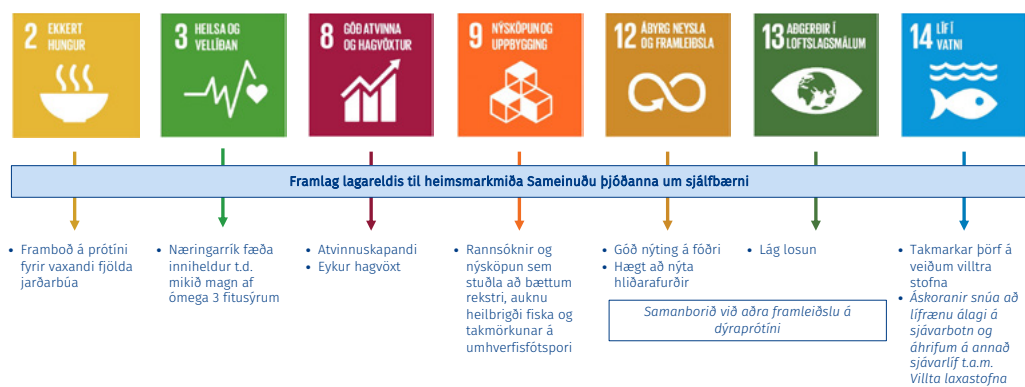 2 EKKERT
HUNGUR
3 HEILSA OG
VELLÍÐAN
8 GÓÐ ATVINNA
OG HAGVÖXTUR
9 NÝSKÖPUN OG
UPPBYGGING
12 ÁBYRG NEYSLA
OG FRAMLEIÐSLA
13 AÐGERÐIR Í
LOFTSLAGSMÁLUM
14 LÍF Í
VATNI
Framlag lagareldis til heimsmarkmiða Sameinuðu þjóðanna um sjálfbærni
• Framboð á prótíni
fyrir vaxandi fjölda
jarðarbúa
• Næringarrík fæða
inniheldur t.d.
mikið magn af
ómega 3 fitusýrum
• Atvinnuskapandi
• Eykur hagvöxt
• Rannsóknir og
nýsköpun sem
stuðla að bættum
rekstri, auknu
heilbrigði fiska og
takmörkunar á
umhverfisfótspori
• Góð nýting á fóðri
• Hægt að nýta
hliðarafurðir
• Lág losun
Samanborið við aðra framleiðslu á
dýraprótíni
• Takmarkar þörf á
veiðum villtra
stofna
• Áskoranir snúa að
lífrænu álagi á
sjávarbotn og
áhrifum á annað
sjávarlíf t.a.m.
Villta laxastofna